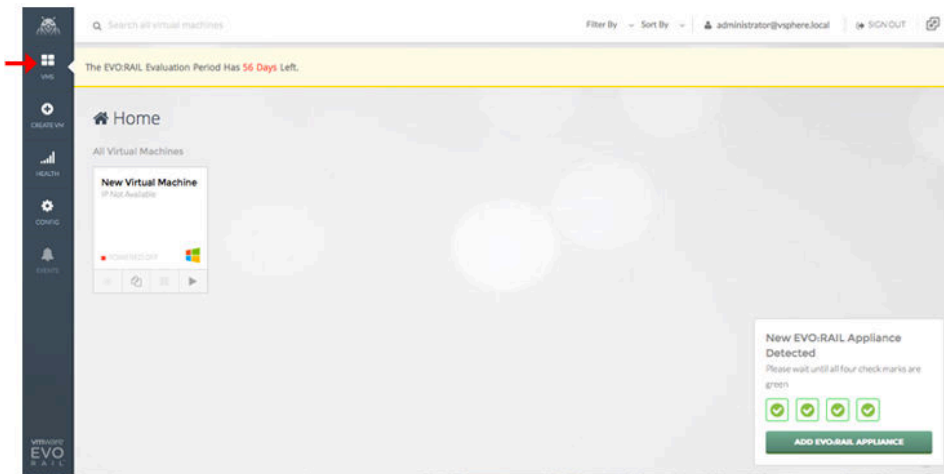 Search all virtual machines
Filter By
Sort By
administrator@vsphere.local
SIGN OUT
VMS
The EVO:RAIL Evaluation Period Has 56 Days Left.
CREATE VM
Home
HEALTH
All Virtual Machines
New Virtual Machine
IP Not Available
CONFIG
POWERED OFF
EVENTS
New EVO:RAIL Appliance
Detected
Please wait until all four check marks are
green
ADD EVO:RAIL APPLIANCE
vmware
EVO
RAIL